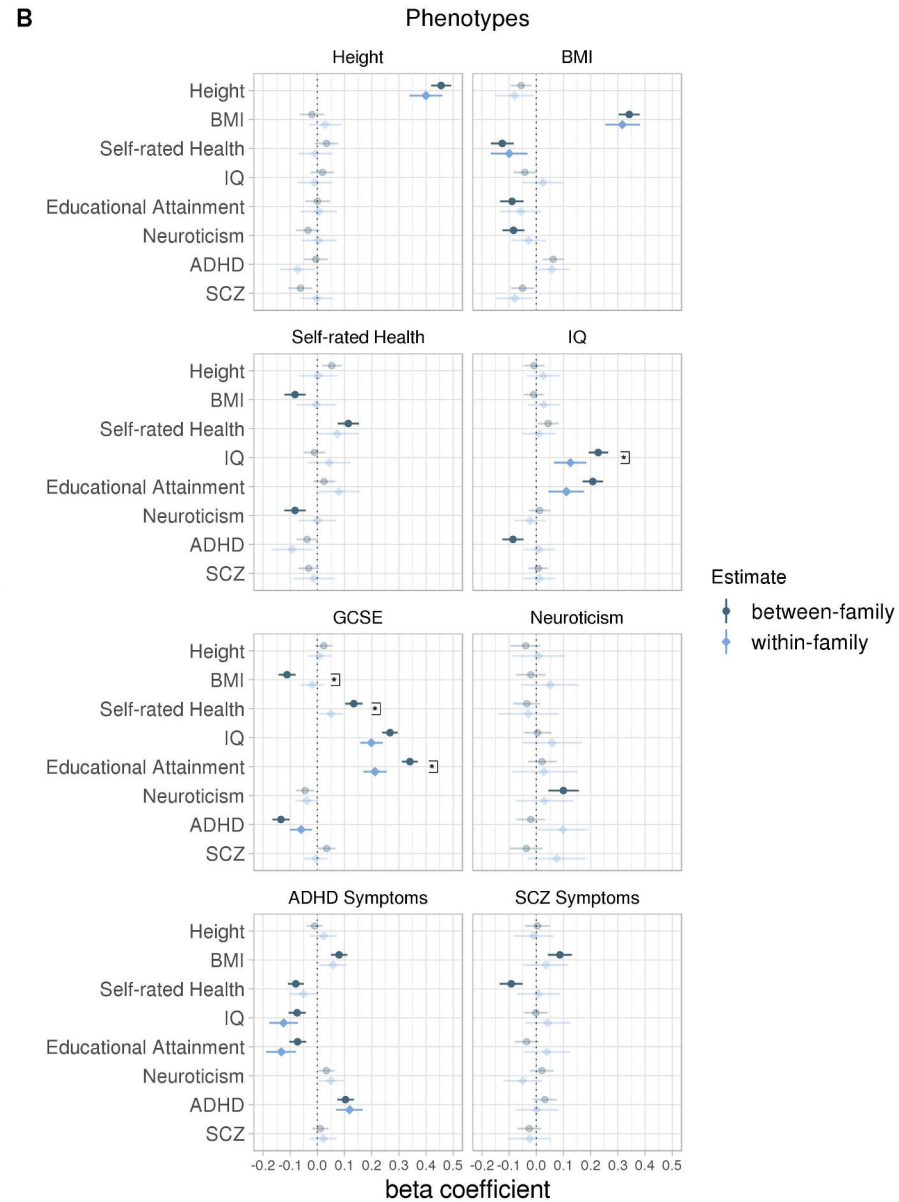 B
Phenotypes
Height BMI
Height
BMI
Self-rated Health
IQ
Educational Attainment
Neuroticism
ADHD
SCZ
Self-rated Health IQ
Height
BMI
Self-rated Health
IQ *
Educational Attainment
Neuroticism
ADHD
SCZ
GCSE Neuroticism
Height
BMI *
Self-rated Health *
IQ
Educational Attainment *
Neuroticism
ADHD
SCZ
ADHD Symptoms SCZ Symptoms
Height
BMI
Self-rated Health
IQ
Educational Attainment
Neuroticism
ADHD
SCZ
-0.2 -0.1 0.0 0.1 0.2 0.3 0.4 0.5 -0.2 -0.1 0.0 0.1 0.2 0.3 0.4 0.5
beta coefficient
Estimate
between-family
within-family